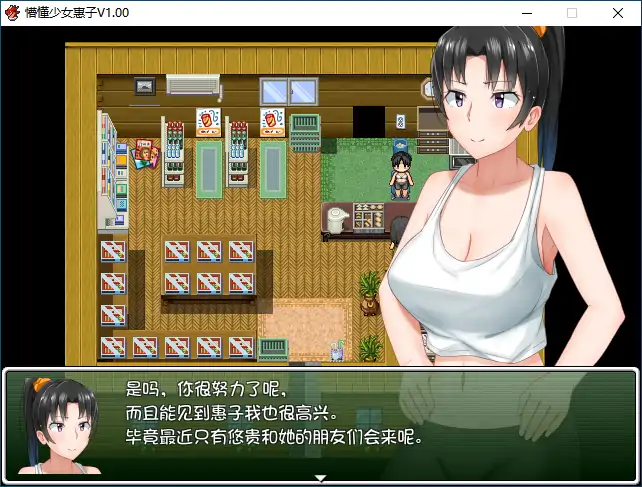 懵懂少女惠子V1.00
是吗，你很努力了呢，
而且能见到惠子我也很高兴。
毕竟最近只有悠贵和她的朋友们会来呢。